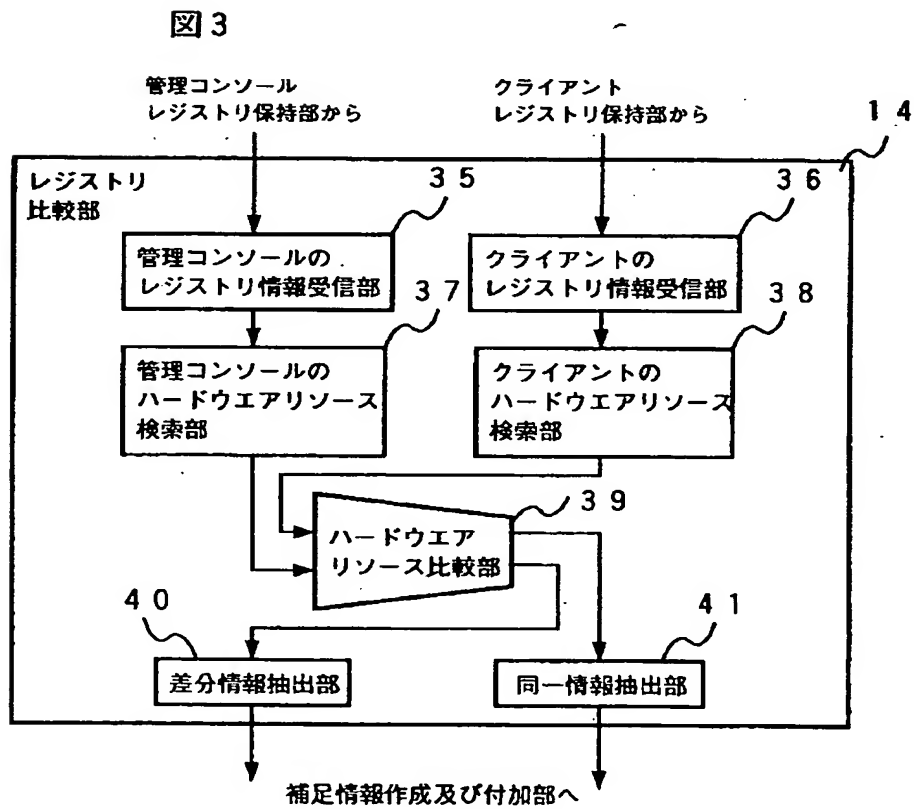 図3
管理コンソール
レジストリ保持部から
クライアント
レジストリ保持部から
14
レジストリ
比較部
35
36
管理コンソールの
レジストリ情報受信部
クライアントの
レジストリ情報受信部
37
38
管理コンソールの
ハードウエアリソース
検索部
クライアントの
ハードウエアリソース
検索部
39
ハードウエア
リソース比較部
40
41
差分情報抽出部
同一情報抽出部
補足情報作成及び付加部へ